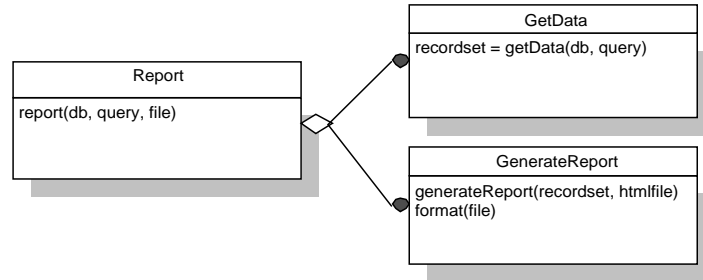 Report
report(db, query, file)
GetData
recordset = getData(db, query)
GenerateReport
generateReport(recordset, htmlfile)
format(file)